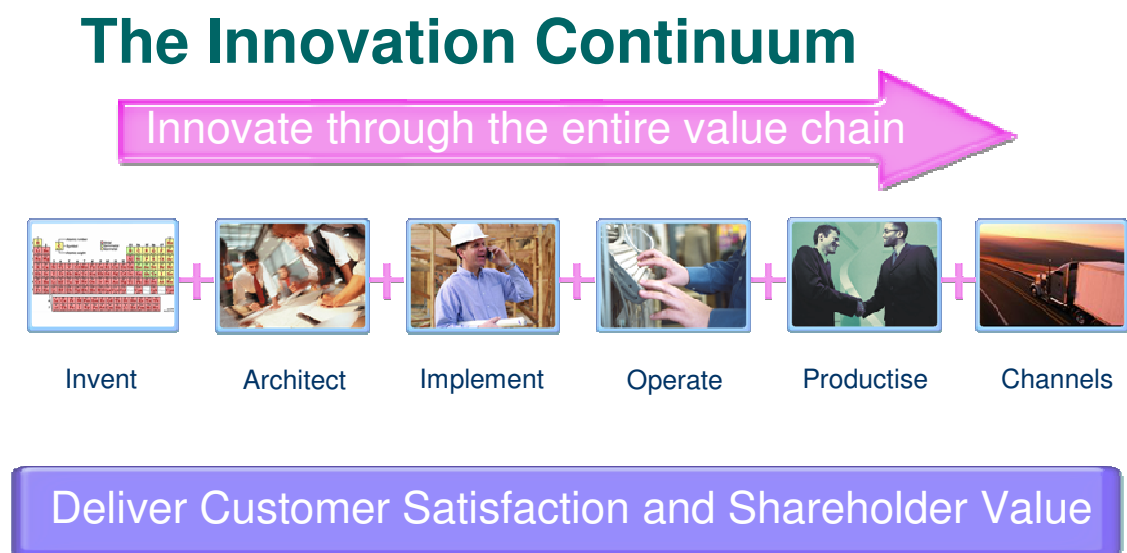 The Innovation Continuum
Innovate through the entire value chain
Invent
Architect
Implement
Operate
Productise
Channels
Deliver Customer Satisfaction and Shareholder Value